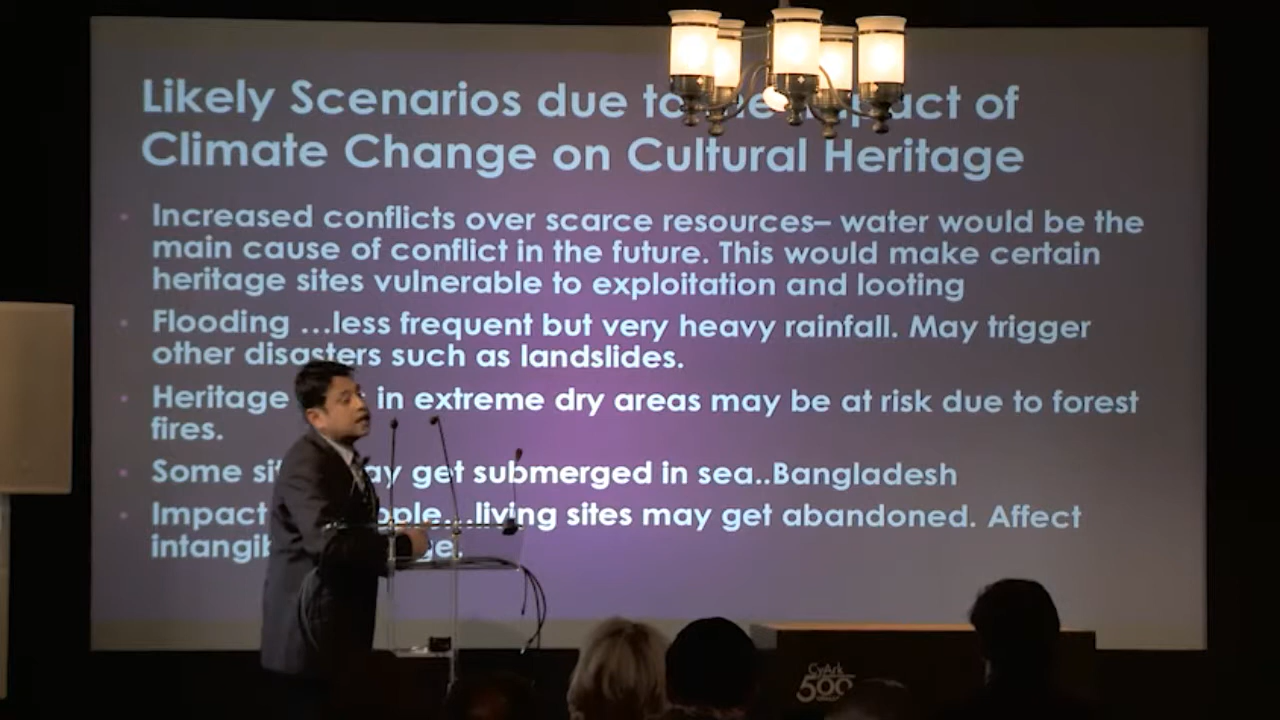 Likely Scenarios due to act of
Climate Change on Cultural Heritage
Increased conflicts over scarce resources– water would be the
main cause of conflict in the future. This would make certain
heritage sites vulnerable to exploitation and looting
Flooding ...less frequent but very heavy rainfall. May trigger
other disasters such as landslides.
Heritage in extreme dry areas may be at risk due to forest
fires.
Some may get submerged in sea..Bangladesh
Impact ...living sites may get abandoned. Affect
CyArk
500